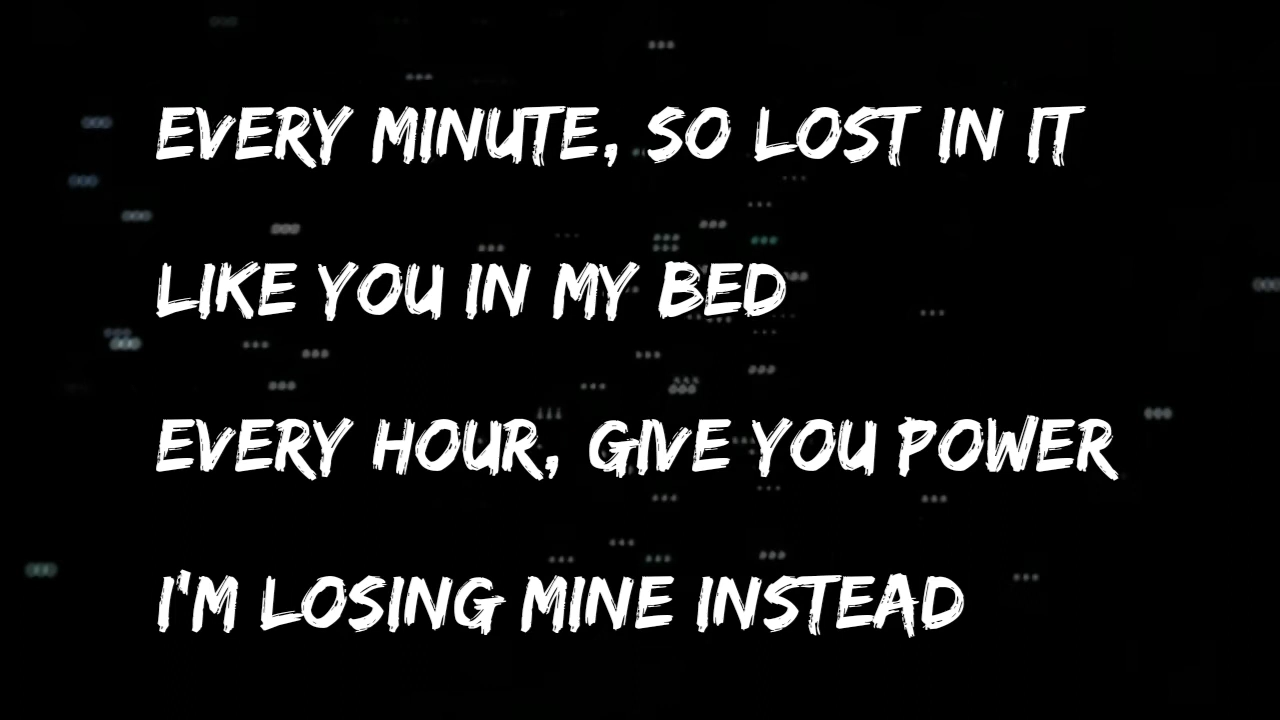 EVERY MINUTE, SO LOST IN IT
LIKE YOU IN MY BED
EVERY HOUR, GIVE YOU POWER
I'M LOSING MINE INSTEAD